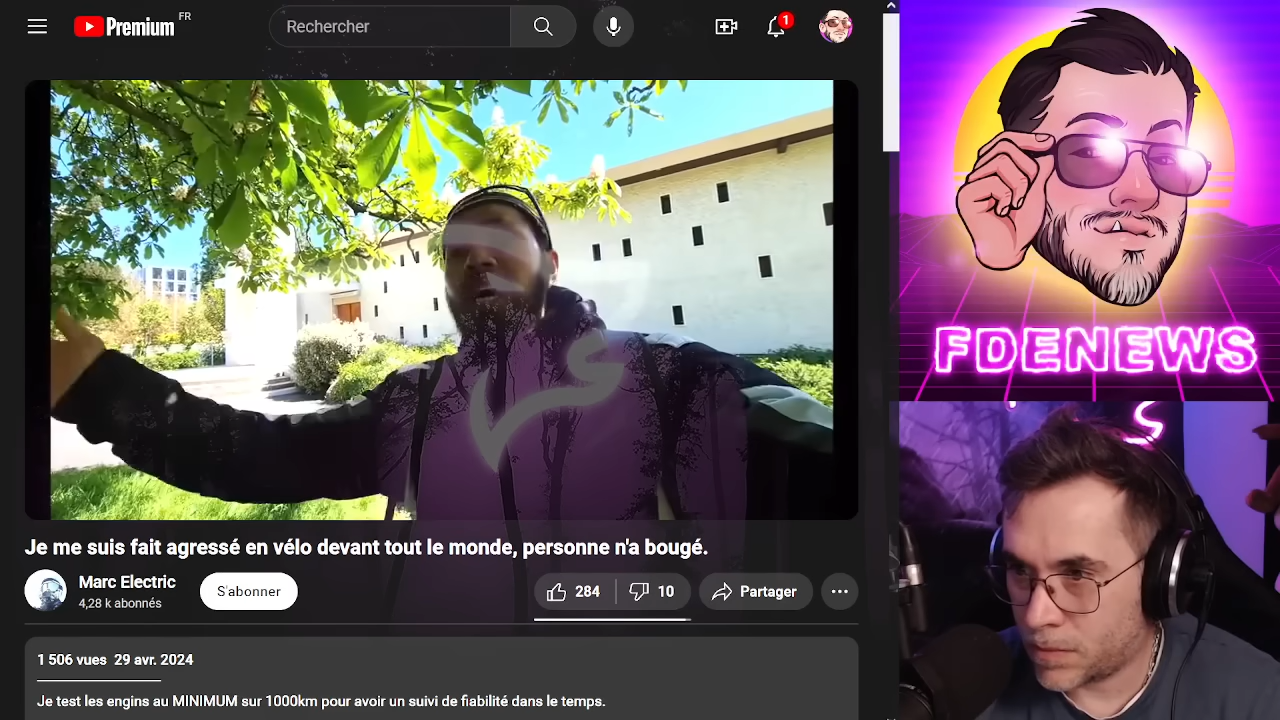 Premium FR
Rechercher
1
FDENEWS
Je me suis fait agressé en vélo devant tout le monde, personne n'a bougé.
Marc Electric
4,28 k abonnés
S'abonner
284
10
Partager
1 506 vues 29 avr. 2024
Je test les engins au MINIMUM sur 1000km pour avoir un suivi de fiabilité dans le temps.